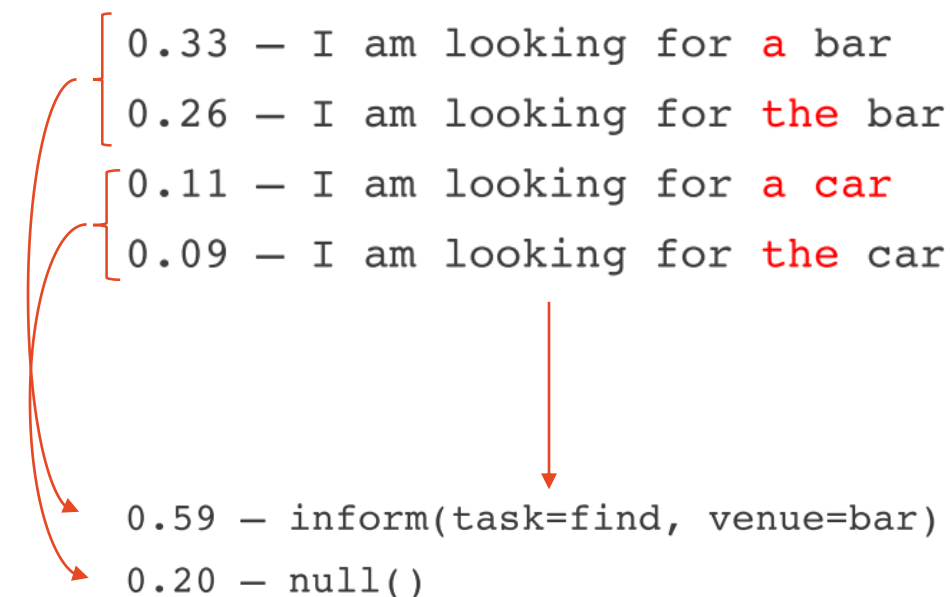 0.33 – I am looking for a bar
0.26 – I am looking for the bar
0.11 – I am looking for a car
0.09 – I am looking for the car
0.59 – inform(task=find, venue=bar)
0.20 – null()